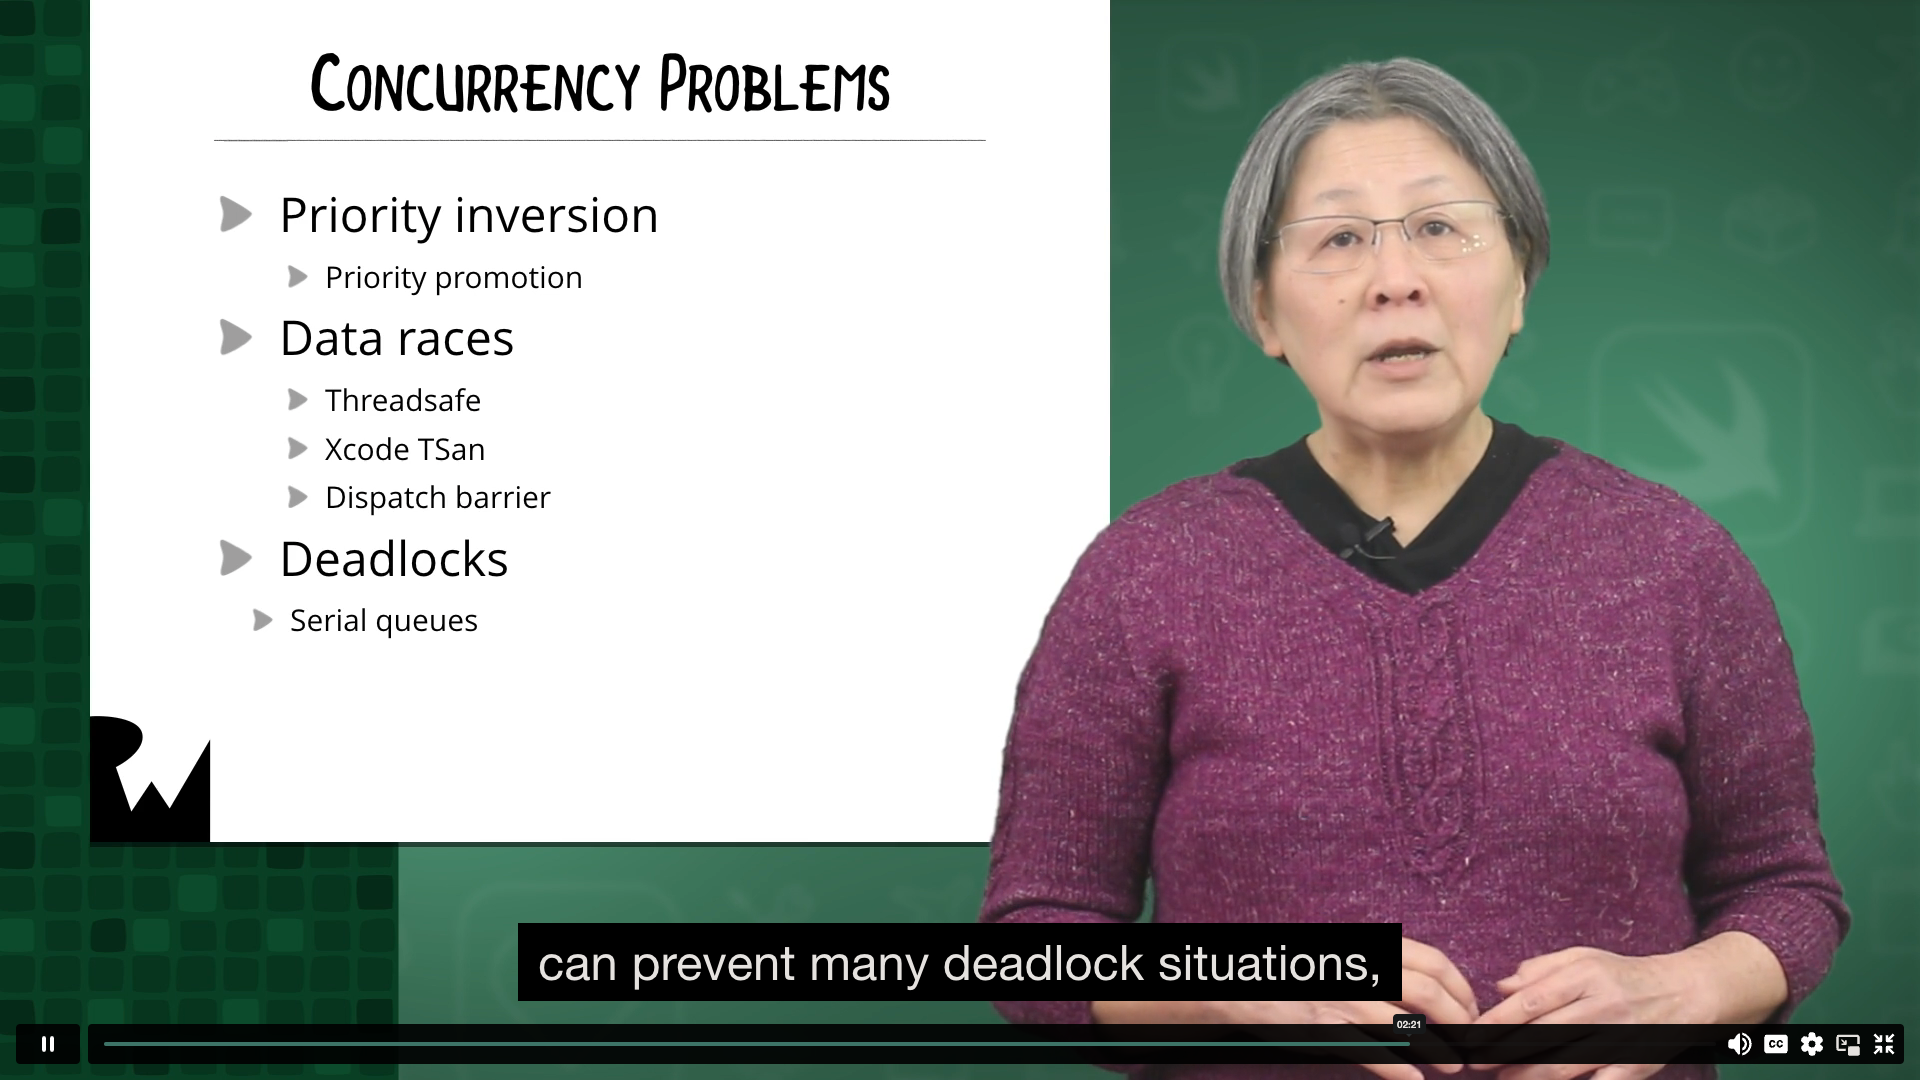 CONCURRENCY PROBLEMS
Priority inversion
Priority promotion
Data races
Threadsafe
Xcode TSan
Dispatch barrier
Deadlocks
Serial queues
RW
can prevent many deadlock situations,
02:21
CC